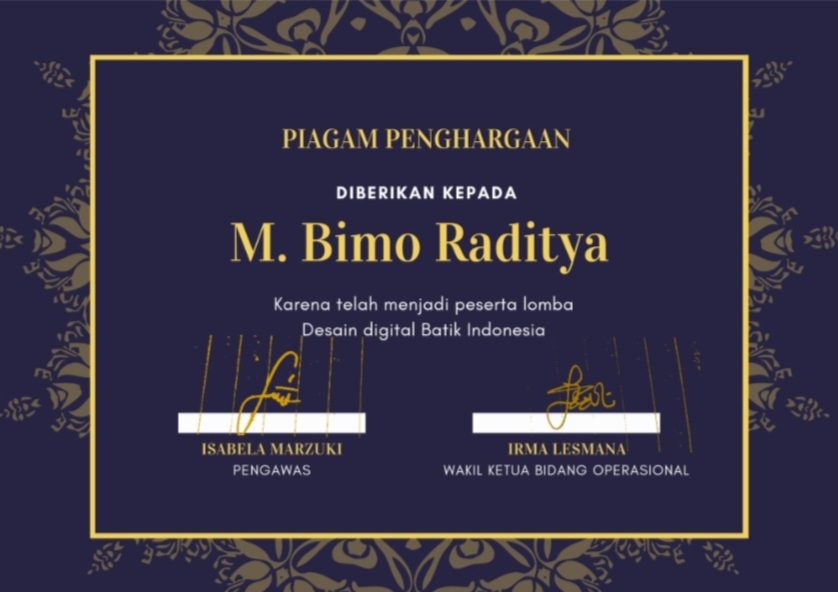 PIAGAM PENGHARGAAN
DIBERIKAN KEPADA
M. Bimo Raditya
Karena telah menjadi peserta lomba
Desain digital Batik Indonesia
ISABELA MARZUKI
IRMA LESMANA
PENGAWAS
WAKIL KETUA BIDANG OPERASIONAL